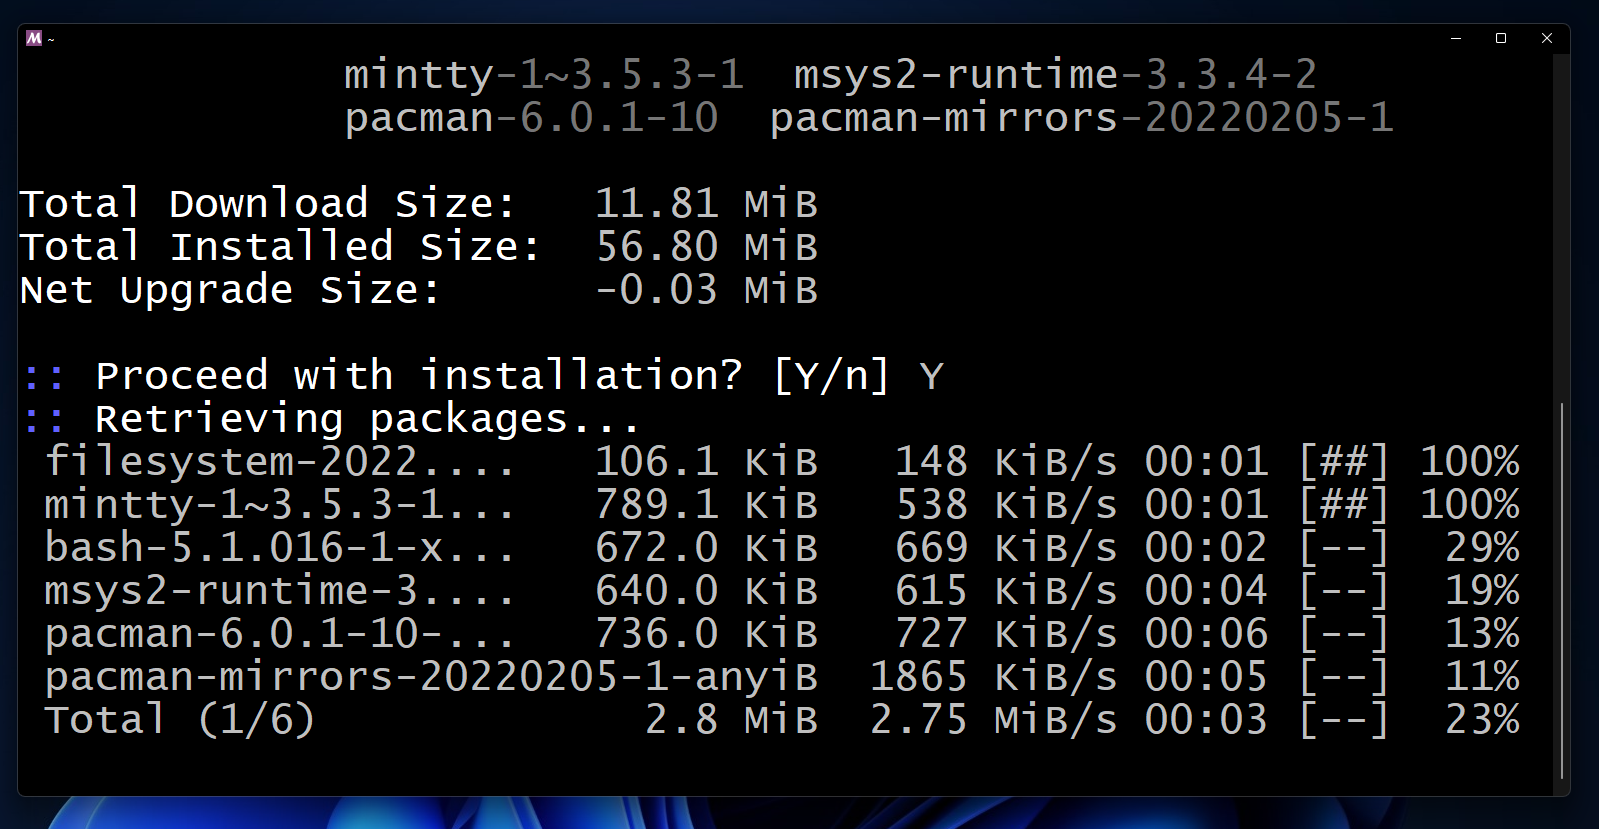 M ~
mintty-1~3.5.3-1  msys2-runtime-3.3.4-2
pacman-6.0.1-10  pacman-mirrors-20220205-1
Total Download Size:   11.81 MiB
Total Installed Size:  56.80 MiB
Net Upgrade Size:      -0.03 MiB
:: Proceed with installation? [Y/n] Y
:: Retrieving packages...
filesystem-2022....   106.1 KiB   148 KiB/s 00:01 [##] 100%
mintty-1~3.5.3-1...   789.1 KiB   538 KiB/s 00:01 [##] 100%
bash-5.1.016-1-x...   672.0 KiB   669 KiB/s 00:02 [--]  29%
msys2-runtime-3....   640.0 KiB   615 KiB/s 00:04 [--]  19%
pacman-6.0.1-10-...   736.0 KiB   727 KiB/s 00:06 [--]  13%
pacman-mirrors-20220205-1-anyiB  1865 KiB/s 00:05 [--]  11%
Total (1/6)             2.8 MiB  2.75 MiB/s 00:03 [--]  23%